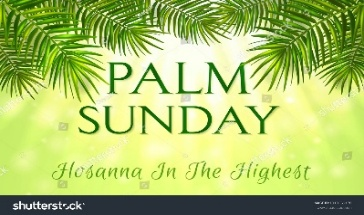 PALM
SUNDAY
Hosanna In The Highest
shutterstock